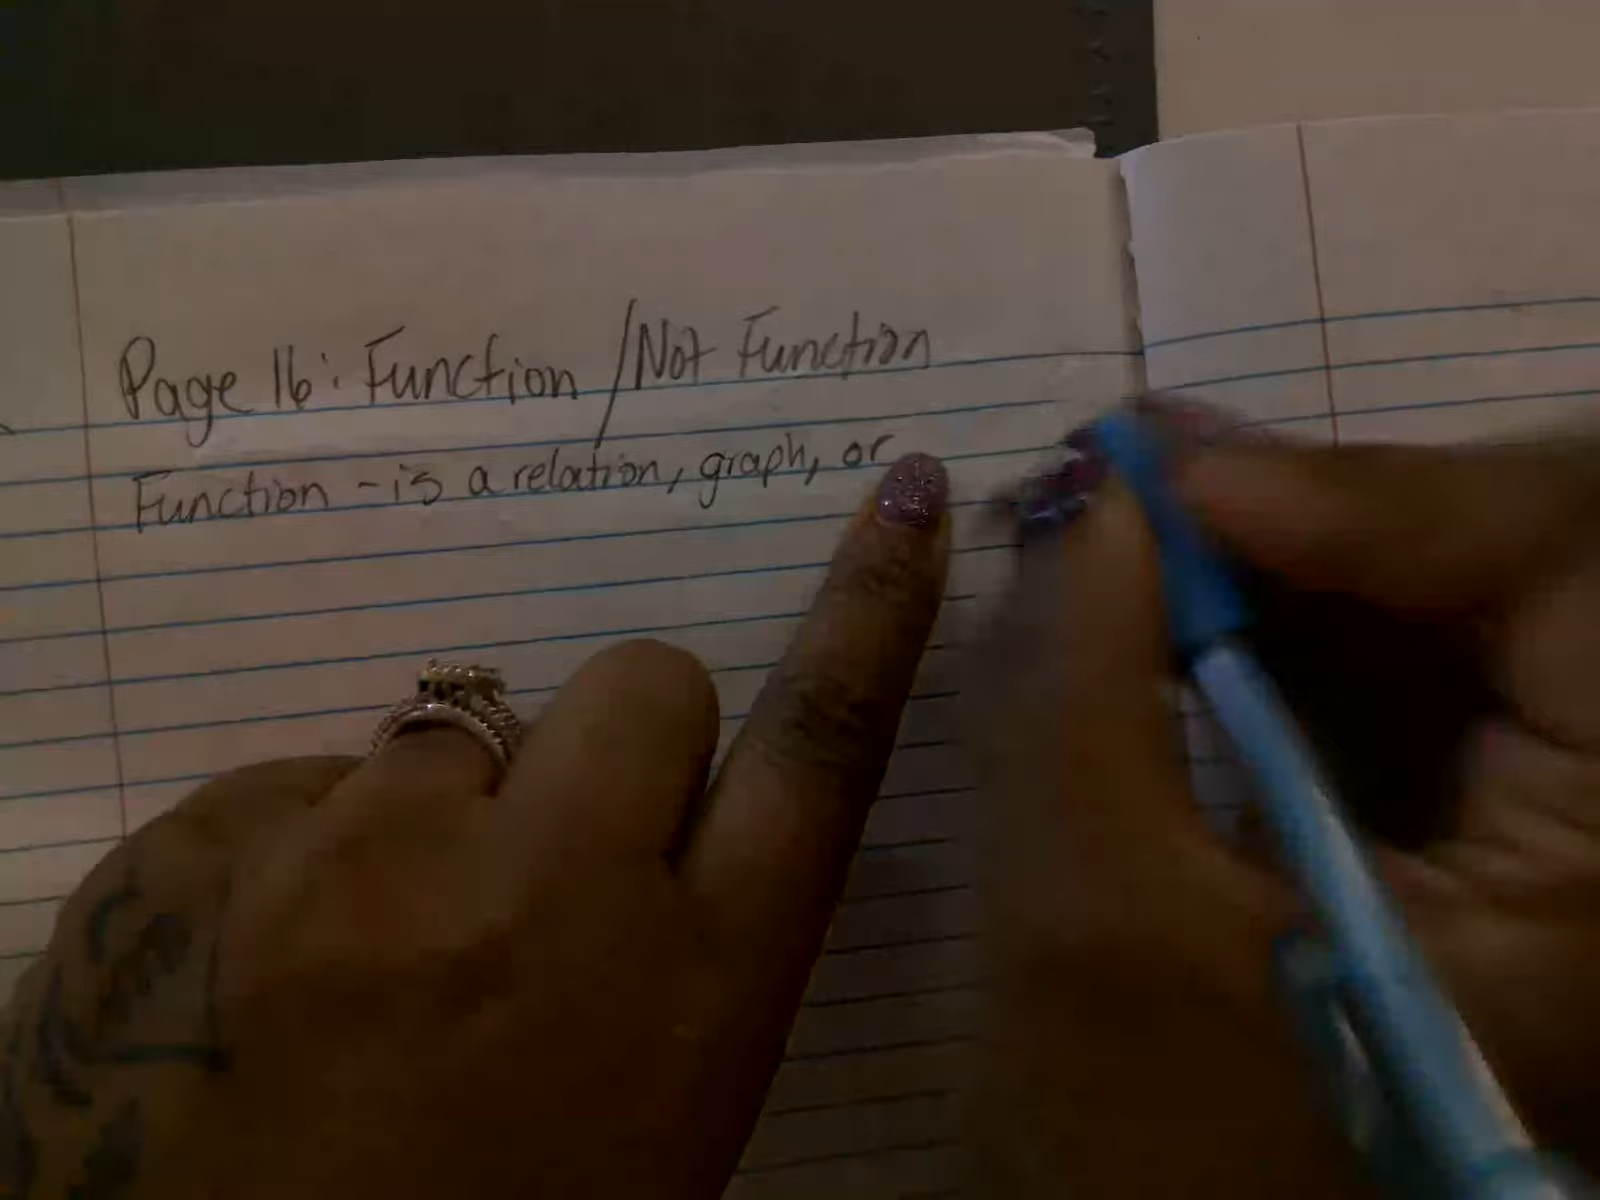 Page 16: Function / Not Function
Function - is a relation, graph, or